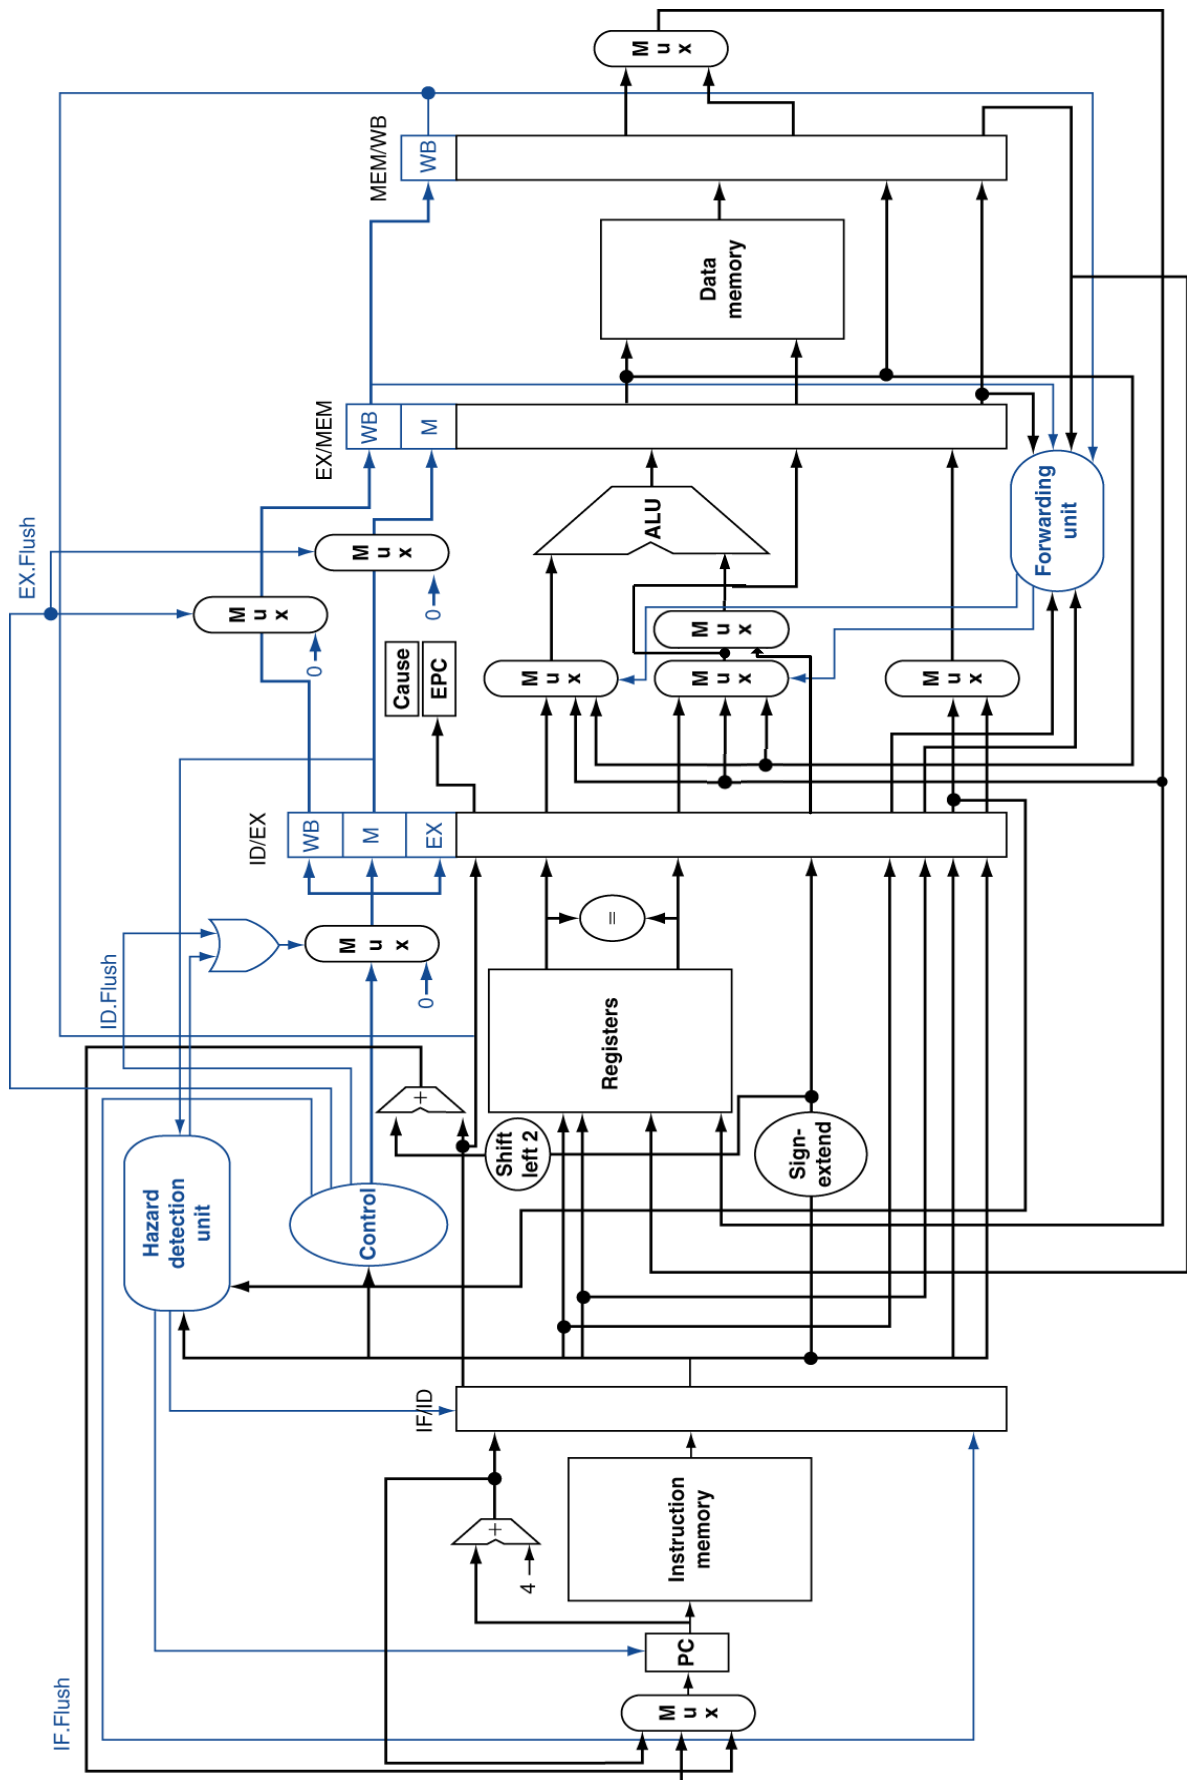 IF.Flush
ID.Flush
EX.Flush
Hazard
detection
unit
Control
M
u
x
0
WB
M
EX
ID/EX
M
u
x
0
M
u
x
0
WB
M
EX/MEM
WB
MEM/WB
Cause
EPC
IF/ID
+
4
+
Shift
left 2
Registers
=
M
u
x
M
u
x
M
u
x
ALU
M
u
x
PC
Instruction
memory
Sign-
extend
Data
memory
M
u
x
M
u
x
Forwarding
unit